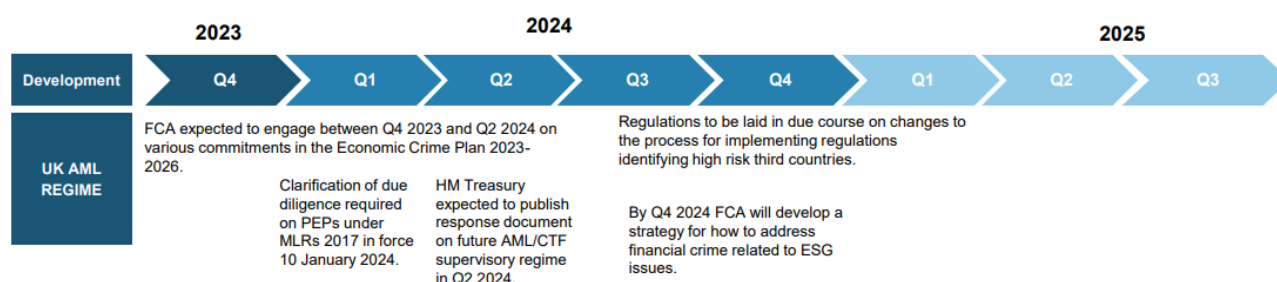 2023
2024
2025
Development
Q4
Q1
Q2
Q3
Q4
Q1
Q2
Q3
UK AML
REGIME
FCA expected to engage between Q4 2023 and Q2 2024 on
various commitments in the Economic Crime Plan 2023-
2026.
Clarification of due
diligence required
on PEPs under
MLRs 2017 in force
10 January 2024.
HM Treasury
expected to publish
response document
on future AML/CTF
supervisory regime
in Q2 2024.
Regulations to be laid in due course on changes to
the process for implementing regulations
identifying high risk third countries.
By Q4 2024 FCA will develop a
strategy for how to address
financial crime related to ESG
issues.